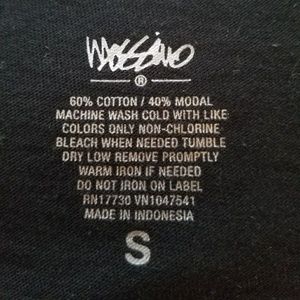 Mossimo
®
60% COTTON / 40% MODAL
MACHINE WASH COLD WITH LIKE
COLORS ONLY NON-CHLORINE
BLEACH WHEN NEEDED TUMBLE
DRY LOW REMOVE PROMPTLY
WARM IRON IF NEEDED
DO NOT IRON ON LABEL
RN17730 VN1047541
MADE IN INDONESIA
S